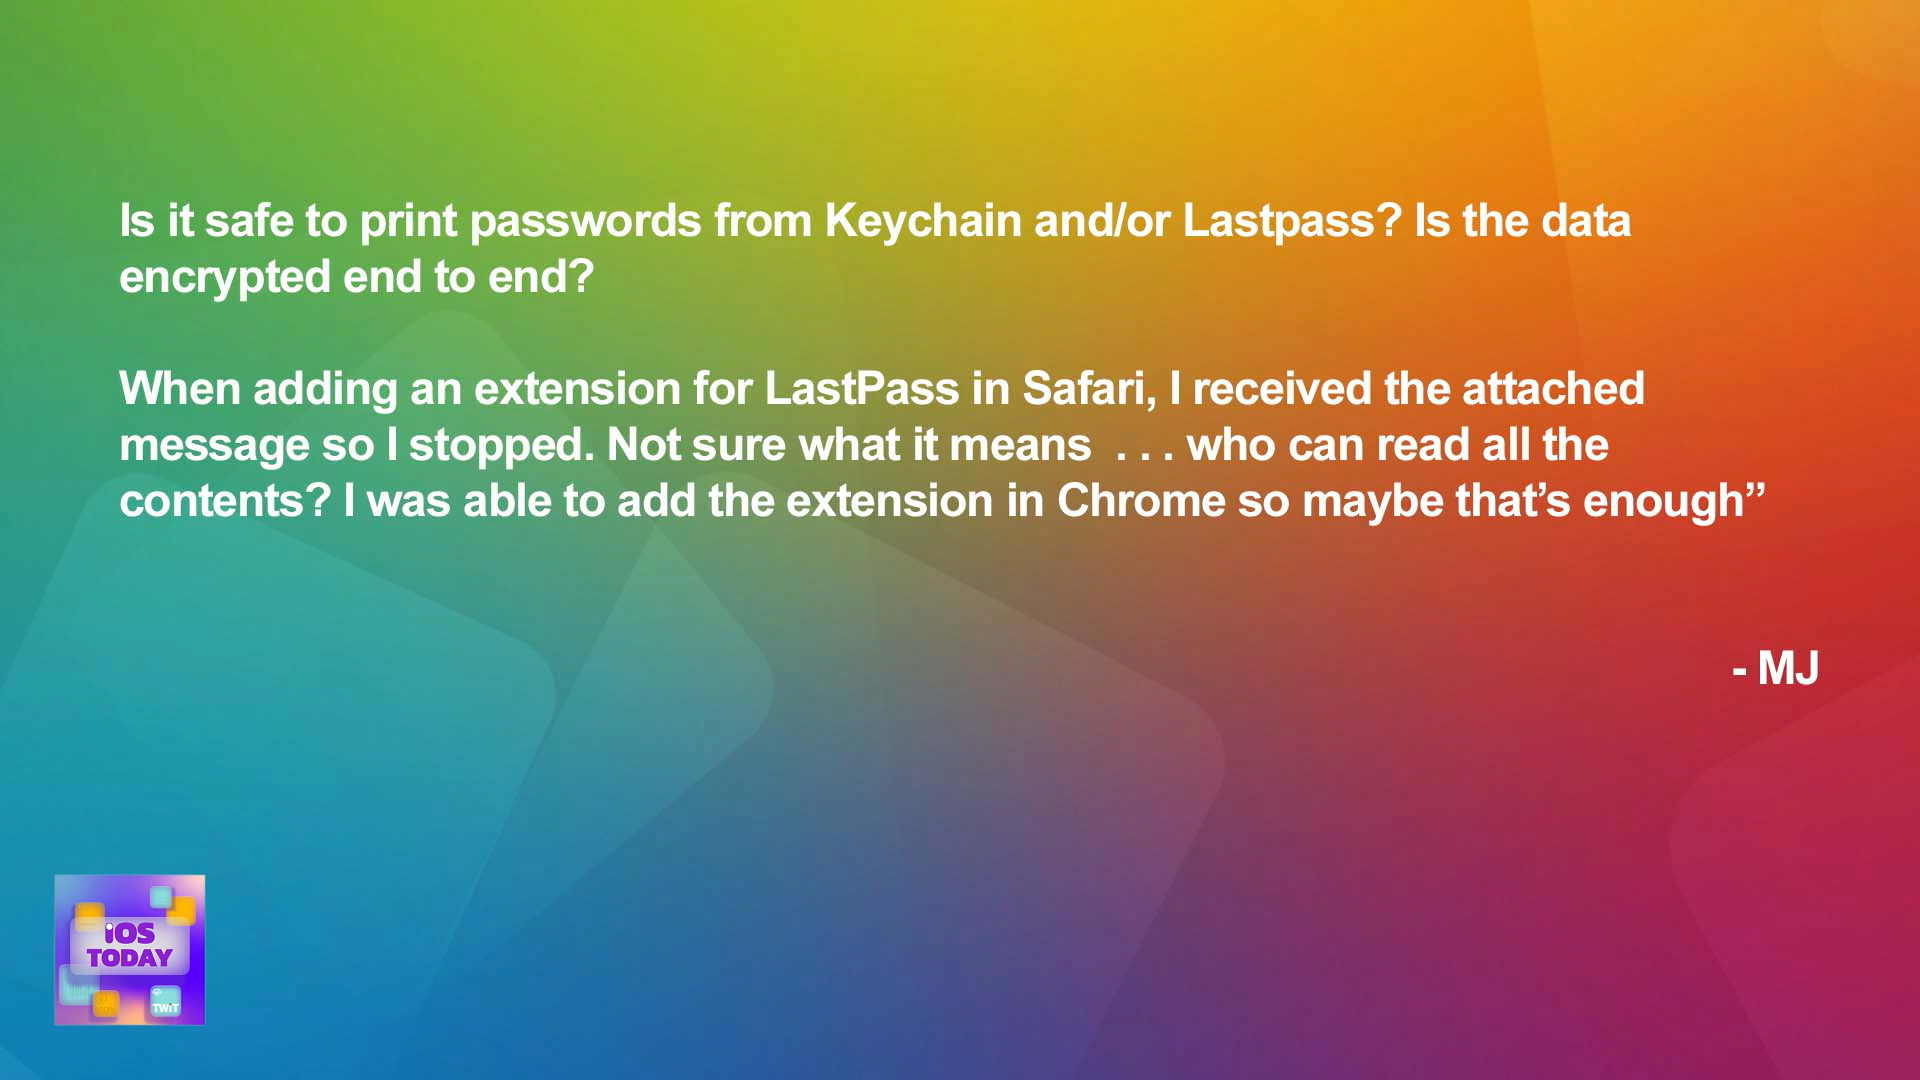 Is it safe to print passwords from Keychain and/or Lastpass? Is the data
encrypted end to end?
When adding an extension for LastPass in Safari, I received the attached
message so I stopped. Not sure what it means  . . . who can read all the
contents? I was able to add the extension in Chrome so maybe that’s enough”
- MJ
iOS
TODAY
TWiT